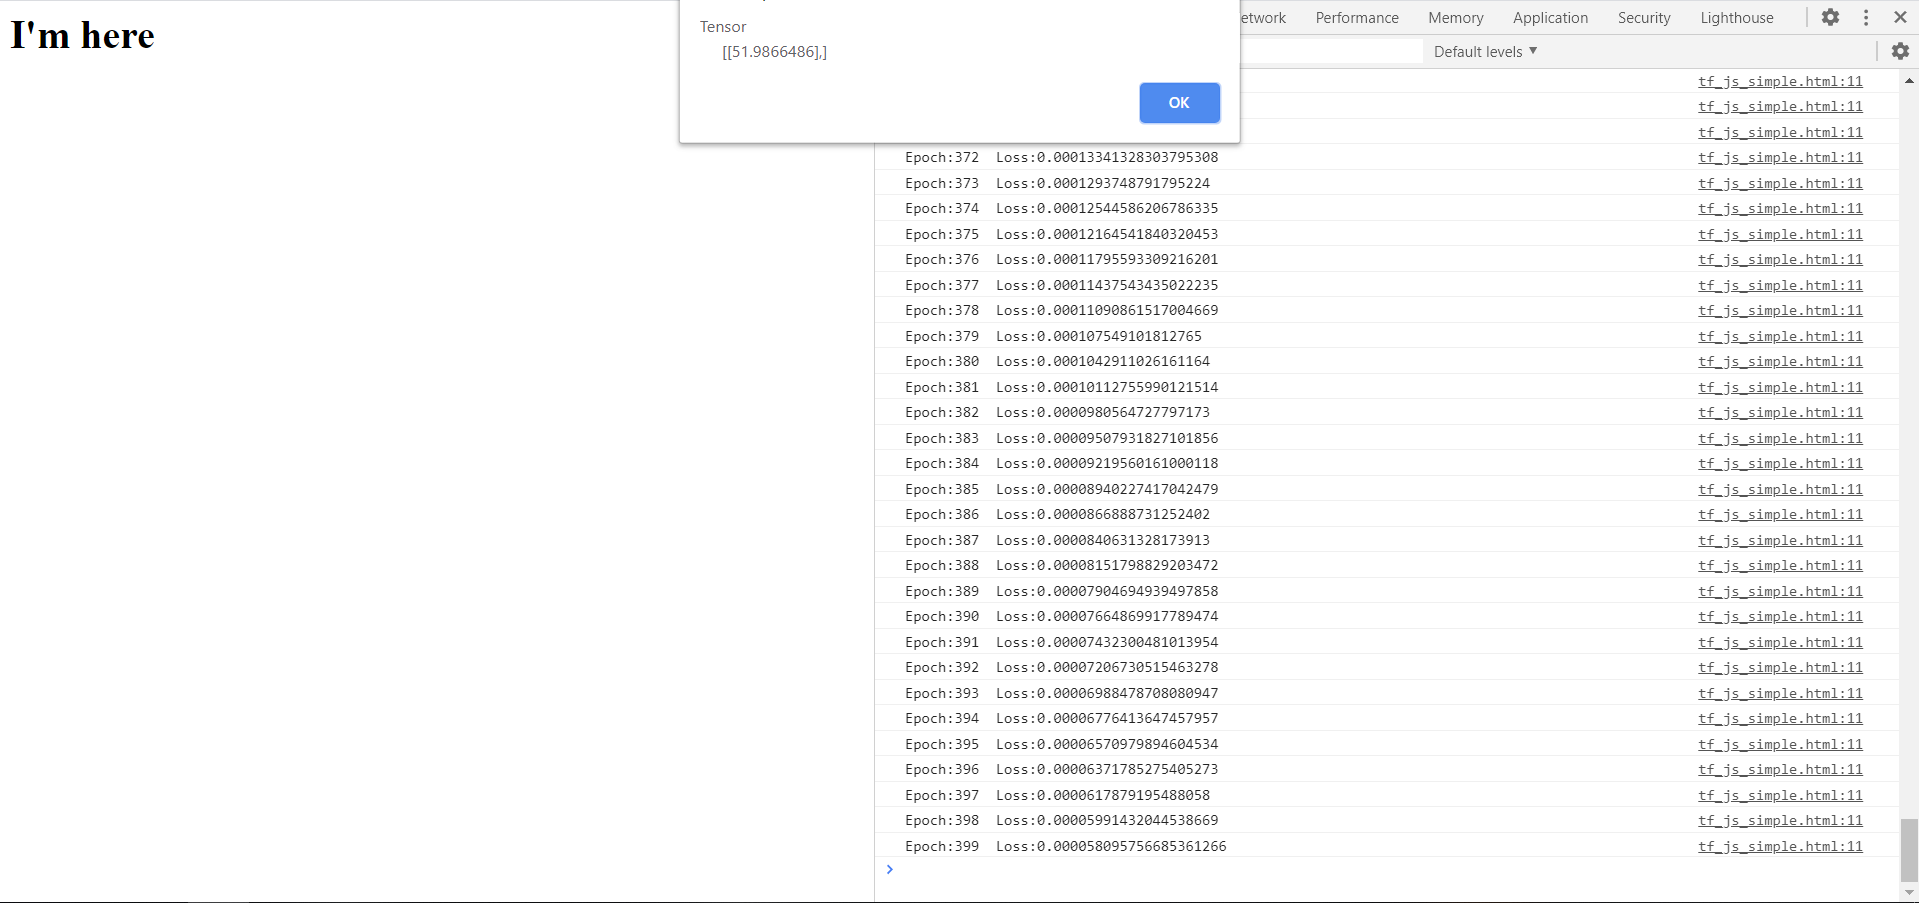 I'm here
Tensor
[[51.9866486],]
OK
etwork Performance Memory Application Security Lighthouse
Default levels ▼
tf_js_simple.html:11
tf_js_simple.html:11
tf_js_simple.html:11
Epoch:372 Loss:0.00013341328303795308 tf_js_simple.html:11
Epoch:373 Loss:0.0001293748791795224 tf_js_simple.html:11
Epoch:374 Loss:0.00012544586206786335 tf_js_simple.html:11
Epoch:375 Loss:0.00012164541840320453 tf_js_simple.html:11
Epoch:376 Loss:0.00011795593309216201 tf_js_simple.html:11
Epoch:377 Loss:0.00011437543435022235 tf_js_simple.html:11
Epoch:378 Loss:0.00011090861517004669 tf_js_simple.html:11
Epoch:379 Loss:0.000107549101812765 tf_js_simple.html:11
Epoch:380 Loss:0.0001042911026161164 tf_js_simple.html:11
Epoch:381 Loss:0.00010112755990121514 tf_js_simple.html:11
Epoch:382 Loss:0.0000980564727797173 tf_js_simple.html:11
Epoch:383 Loss:0.00009507931827101856 tf_js_simple.html:11
Epoch:384 Loss:0.00009219560161000118 tf_js_simple.html:11
Epoch:385 Loss:0.00008940227417042479 tf_js_simple.html:11
Epoch:386 Loss:0.0000866888731252402 tf_js_simple.html:11
Epoch:387 Loss:0.0000840631328173913 tf_js_simple.html:11
Epoch:388 Loss:0.00008151798829203472 tf_js_simple.html:11
Epoch:389 Loss:0.00007904694939497858 tf_js_simple.html:11
Epoch:390 Loss:0.00007664869917789474 tf_js_simple.html:11
Epoch:391 Loss:0.00007432300481013954 tf_js_simple.html:11
Epoch:392 Loss:0.00007206730515463278 tf_js_simple.html:11
Epoch:393 Loss:0.00006988478708080947 tf_js_simple.html:11
Epoch:394 Loss:0.00006776413647457957 tf_js_simple.html:11
Epoch:395 Loss:0.00006570979894604534 tf_js_simple.html:11
Epoch:396 Loss:0.00006371785275405273 tf_js_simple.html:11
Epoch:397 Loss:0.0000617879195488058 tf_js_simple.html:11
Epoch:398 Loss:0.00005991432044538669 tf_js_simple.html:11
Epoch:399 Loss:0.000058095756685361266 tf_js_simple.html:11